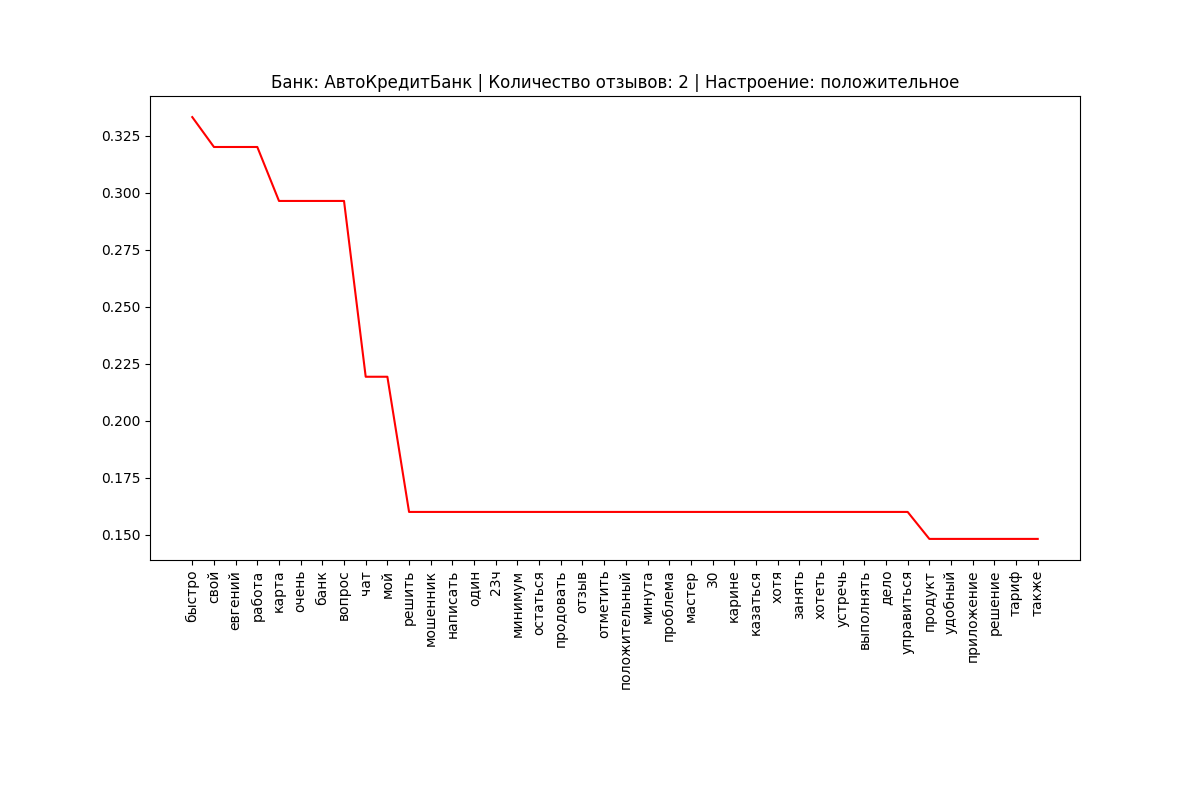 Банк: АвтоКредитБанк | Количество отзывов: 2 | Настроение: положительное
0.325
0.300
0.275
0.250
0.225
0.200
0.175
0.150
быстро
свой
евгений
работа
карта
очень
банк
вопрос
чат
мой
решить
мошенник
написать
один
23ч
минимум
остаться
продовать
отзыв
отметить
положительный
минута
проблема
мастер
30
карине
казаться
хотя
занять
хотеть
устречь
выполнять
дело
управиться
продукт
удобный
приложение
решение
тариф
также